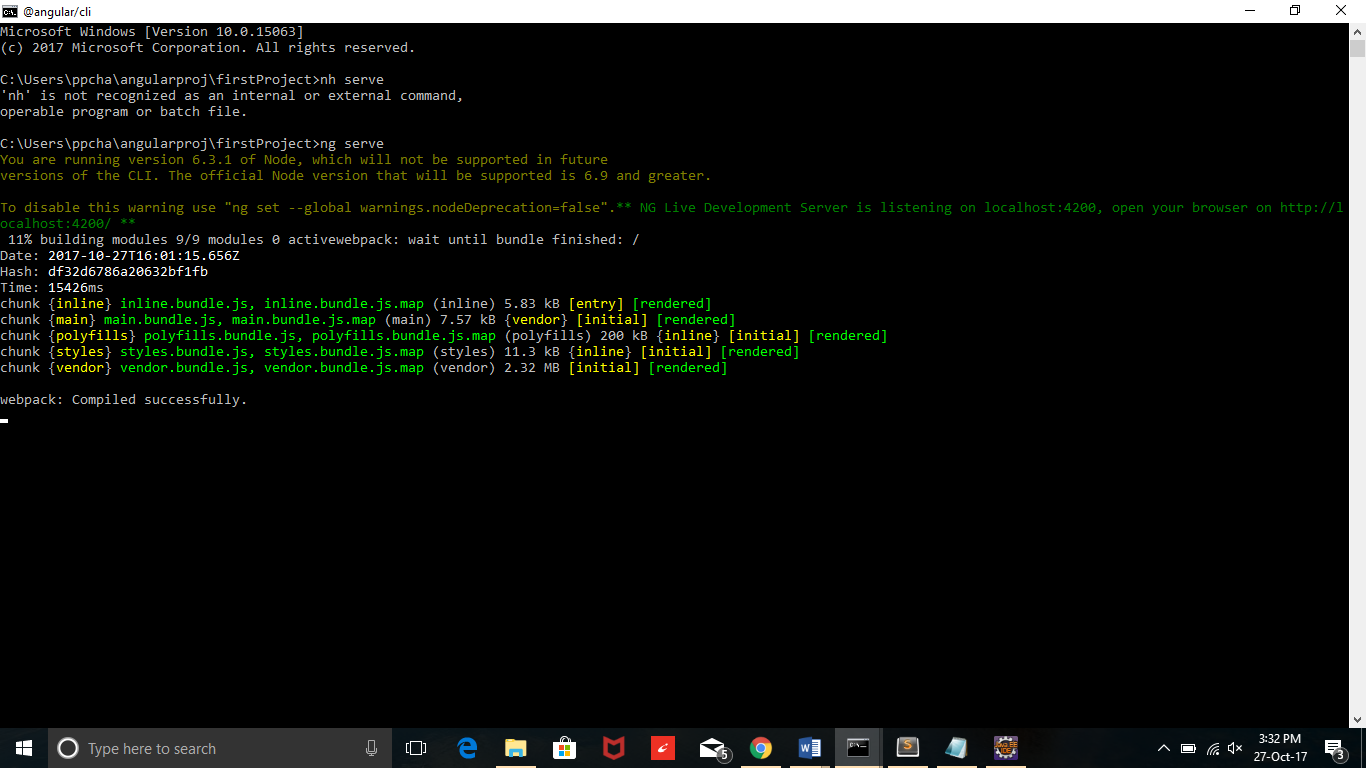 @angular/cli
Microsoft Windows [Version 10.0.15063]
(c) 2017 Microsoft Corporation. All rights reserved.
C:\Users\ppcha\angularproj\firstProject>nh serve
'nh' is not recognized as an internal or external command,
operable program or batch file.
C:\Users\ppcha\angularproj\firstProject>ng serve
You are running version 6.3.1 of Node, which will not be supported in future
versions of the CLI. The official Node version that will be supported is 6.9 and greater.
To disable this warning use "ng set --global warnings.nodeDeprecation=false".** NG Live Development Server is listening on localhost:4200, open your browser on http://l
ocalhost:4200/ **
 11% building modules 9/9 modules 0 activewebpack: wait until bundle finished: /
Date: 2017-10-27T16:01:15.656Z
Hash: df32d6786a20632bf1fb
Time: 15426ms
chunk {inline} inline.bundle.js, inline.bundle.js.map (inline) 5.83 kB [entry] [rendered]
chunk {main} main.bundle.js, main.bundle.js.map (main) 7.57 kB {vendor} [initial] [rendered]
chunk {polyfills} polyfills.bundle.js, polyfills.bundle.js.map (polyfills) 200 kB {inline} [initial] [rendered]
chunk {styles} styles.bundle.js, styles.bundle.js.map (styles) 11.3 kB {inline} [initial] [rendered]
chunk {vendor} vendor.bundle.js, vendor.bundle.js.map (vendor) 2.32 MB [initial] [rendered]
webpack: Compiled successfully.
Type here to search
5
3:32 PM
27-Oct-17
3